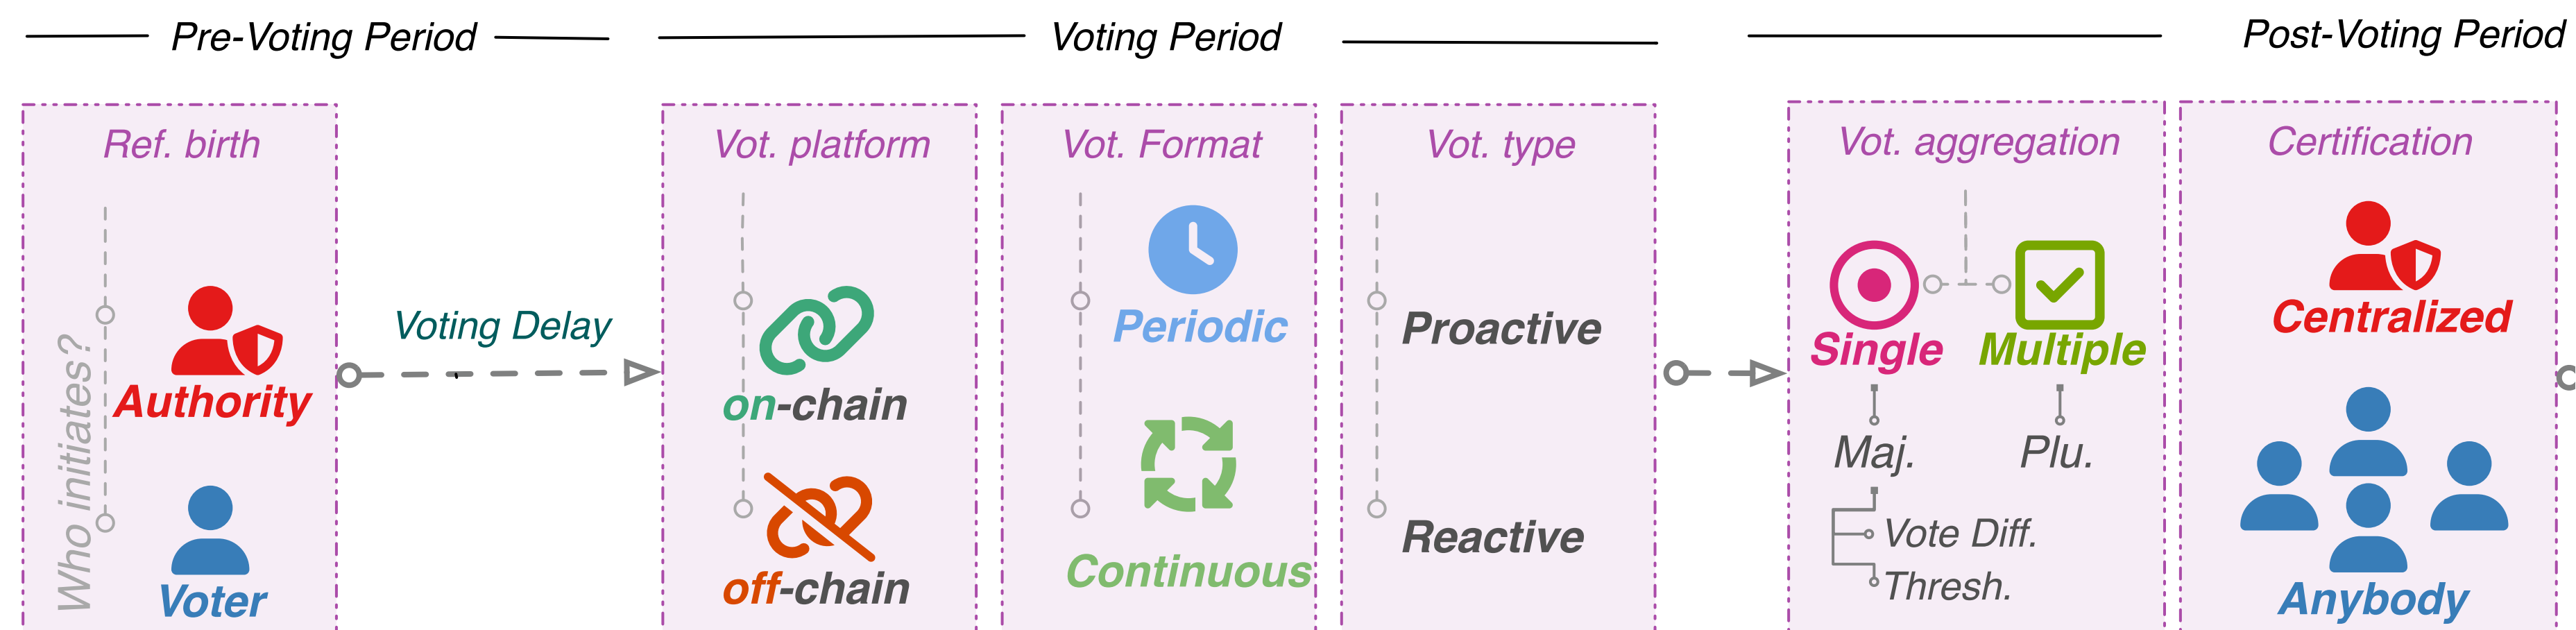 Pre-Voting Period
Voting Period
Post-Voting Period
Ref. birth
Who initiates?
Authority
Voter
Voting Delay
Vot. platform
on-chain
off-chain
Vot. Format
Periodic
Continuous
Vot. type
Proactive
Reactive
Vot. aggregation
Single
Multiple
Maj.
Plu.
Vote Diff.
Thresh.
Certification
Centralized
Anybody